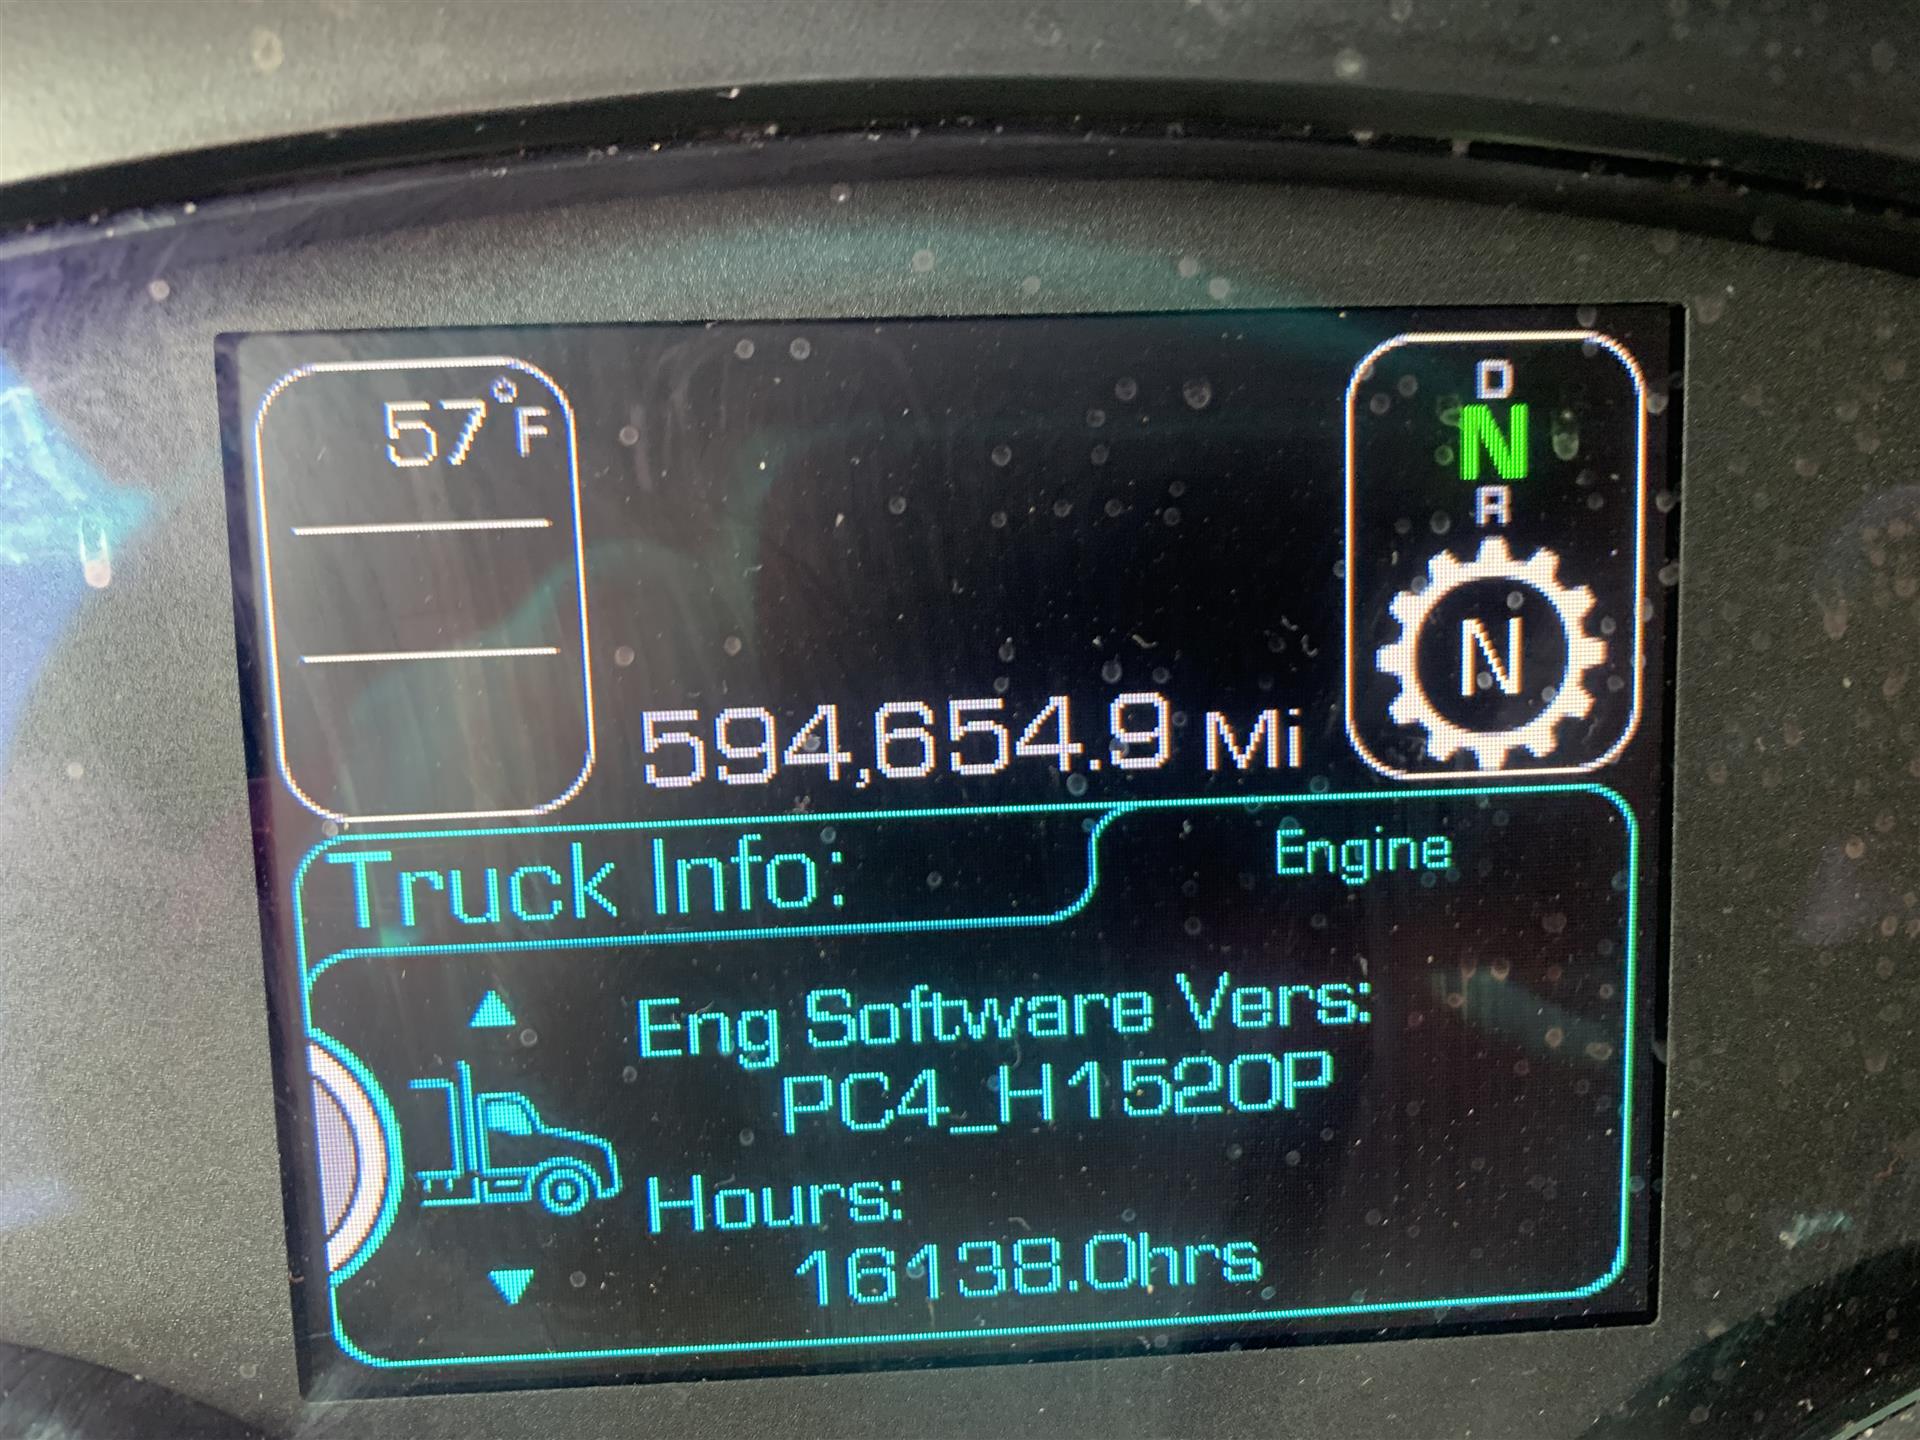 57°F
D
N
R
N
594,654.9 Mi
Truck Info:
Engine
Eng Software Vers:
PC4_H1520P
Hours:
16138.0hrs